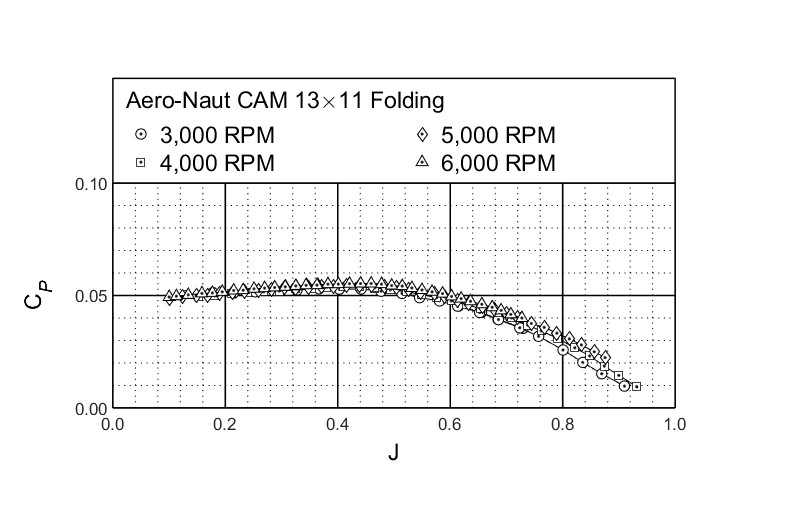 Aero-Naut CAM 13×11 Folding
3,000 RPM
5,000 RPM
4,000 RPM
6,000 RPM
0.10
0.05
0.00
C_P
0.0 0.2 0.4 0.6 0.8 1.0
J